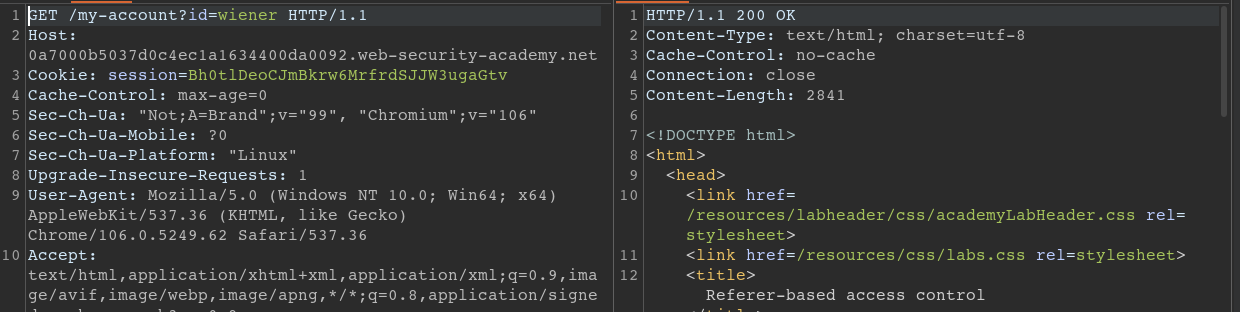 1 GET /my-account?id=wiener HTTP/1.1
2 Host:
0a7000b5037d0c4ec1a1634400da0092.web-security-academy.net
3 Cookie: session=Bh0tlDeoCJmBkrw6MrfrdSJJW3ugaGtv
4 Cache-Control: max-age=0
5 Sec-Ch-Ua: "Not;A=Brand";v="99", "Chromium";v="106"
6 Sec-Ch-Ua-Mobile: ?0
7 Sec-Ch-Ua-Platform: "Linux"
8 Upgrade-Insecure-Requests: 1
9 User-Agent: Mozilla/5.0 (Windows NT 10.0; Win64; x64)
AppleWebKit/537.36 (KHTML, like Gecko)
Chrome/106.0.5249.62 Safari/537.36
10 Accept:
text/html,application/xhtml+xml,application/xml;q=0.9,ima
ge/avif,image/webp,image/apng,*/*;q=0.8,application/signe
1 HTTP/1.1 200 OK
2 Content-Type: text/html; charset=utf-8
3 Cache-Control: no-cache
4 Connection: close
5 Content-Length: 2841
6
7 <!DOCTYPE html>
8 <html>
9 <head>
10 <link href=
/resources/labheader/css/academyLabHeader.css rel=
stylesheet>
11 <link href=/resources/css/labs.css rel=stylesheet>
12 <title>
Referer-based access control